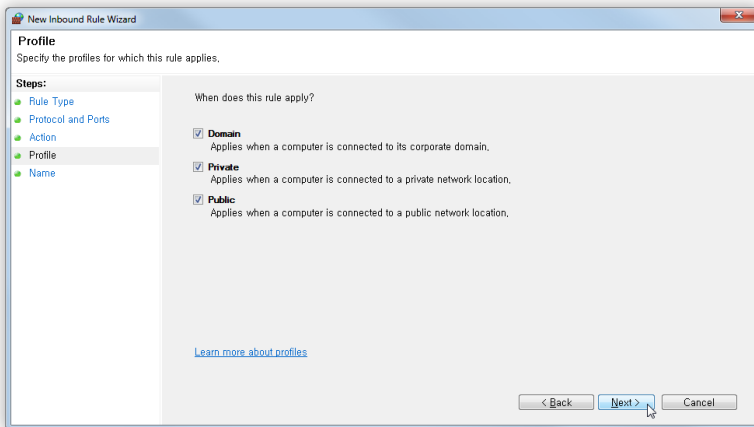 New Inbound Rule Wizard
Profile
Specify the profiles for which this rule applies.
Steps:
Rule Type
Protocol and Ports
Action
Profile
Name
When does this rule apply?
Domain
Applies when a computer is connected to its corporate domain.
Private
Applies when a computer is connected to a private network location.
Public
Applies when a computer is connected to a public network location.
Learn more about profiles
< Back
Next >
Cancel